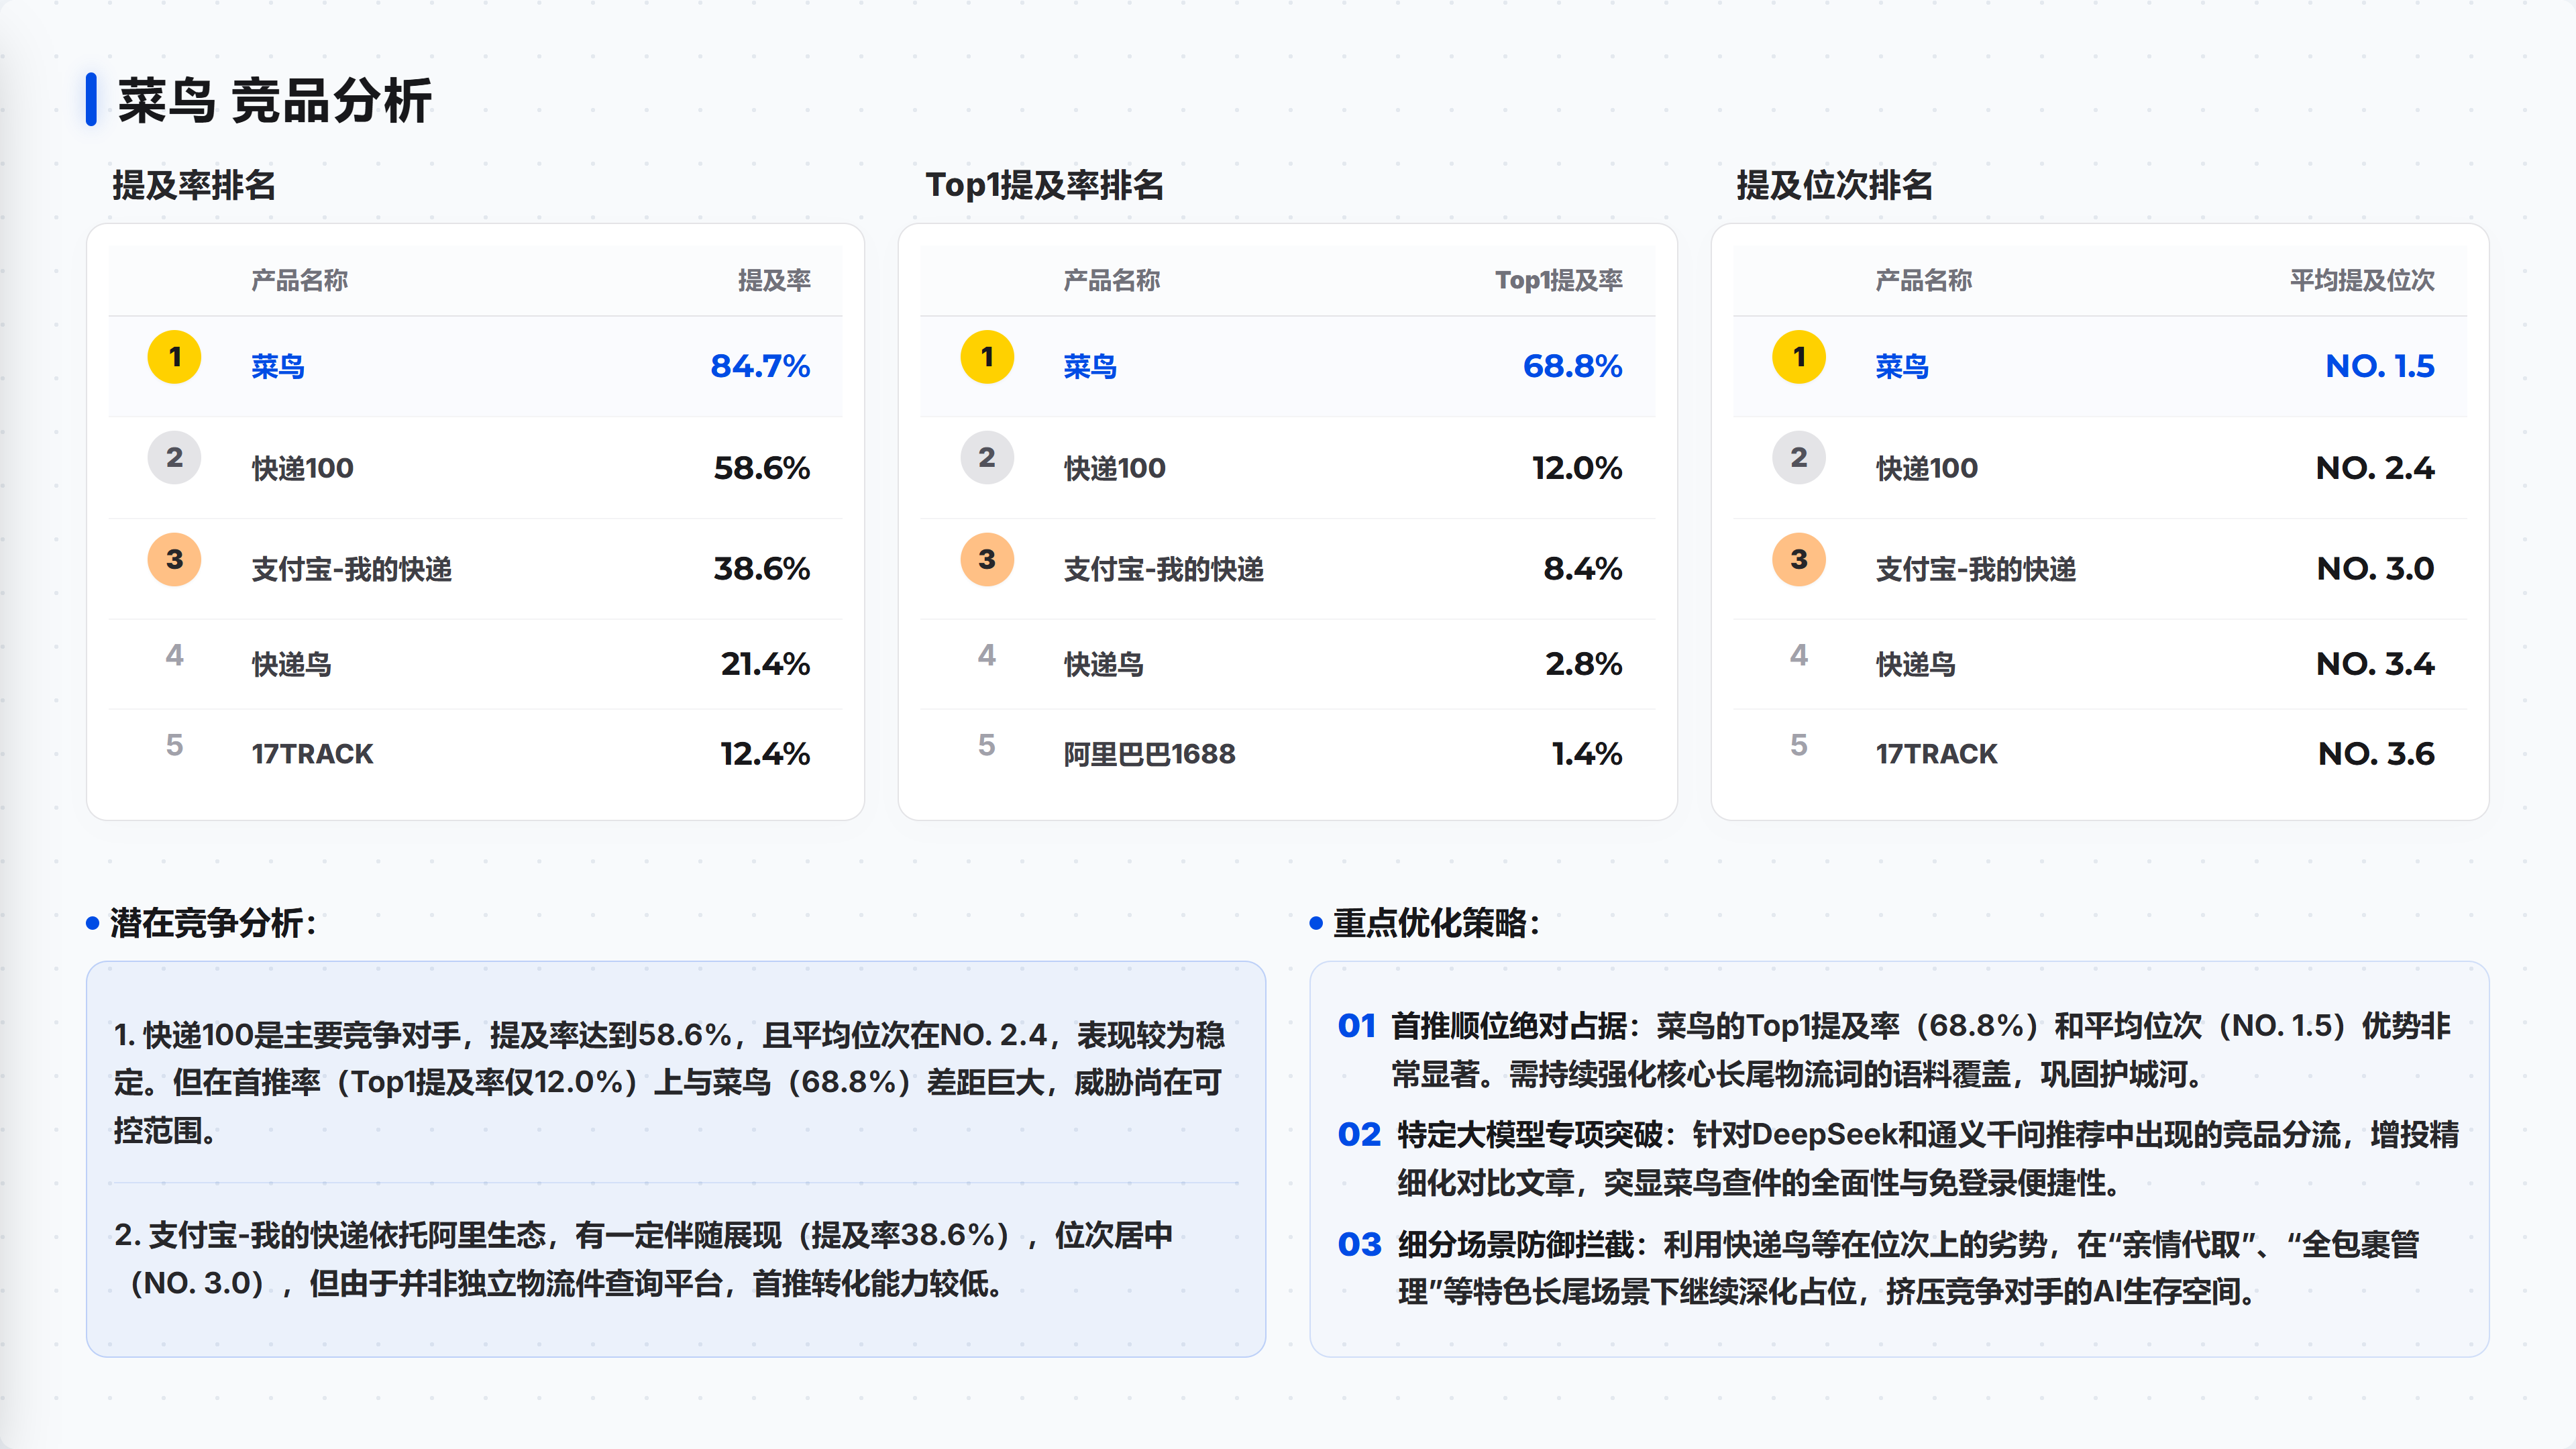 菜鸟 竞品分析
提及率排名
产品名称 提及率
1 菜鸟 84.7%
2 快递100 58.6%
3 支付宝-我的快递 38.6%
4 快递鸟 21.4%
5 17TRACK 12.4%
Top1提及率排名
产品名称 Top1提及率
1 菜鸟 68.8%
2 快递100 12.0%
3 支付宝-我的快递 8.4%
4 快递鸟 2.8%
5 阿里巴巴1688 1.4%
提及位次排名
产品名称 平均提及位次
1 菜鸟 NO. 1.5
2 快递100 NO. 2.4
3 支付宝-我的快递 NO. 3.0
4 快递鸟 NO. 3.4
5 17TRACK NO. 3.6
潜在竞争分析：
1. 快递100是主要竞争对手，提及率达到58.6%，且平均位次在NO. 2.4，表现较为稳
定。但在首推率（Top1提及率仅12.0%）上与菜鸟（68.8%）差距巨大，威胁尚在可
控范围。
2. 支付宝-我的快递依托阿里生态，有一定伴随展现（提及率38.6%），位次居中
（NO. 3.0），但由于并非独立物流件查询平台，首推转化能力较低。
重点优化策略：
01 首推顺位绝对占据：菜鸟的Top1提及率（68.8%）和平均位次（NO. 1.5）优势非
常显著。需持续强化核心长尾物流词的语料覆盖，巩固护城河。
02 特定大模型专项突破：针对DeepSeek和通义千问推荐中出现的竞品分流，增投精
细化对比文章，突显菜鸟查件的全面性与免登录便捷性。
03 细分场景防御拦截：利用快递鸟等在位次上的劣势，在“亲情代取”、“全包裹管
理”等特色长尾场景下继续深化占位，挤压竞争对手的AI生存空间。